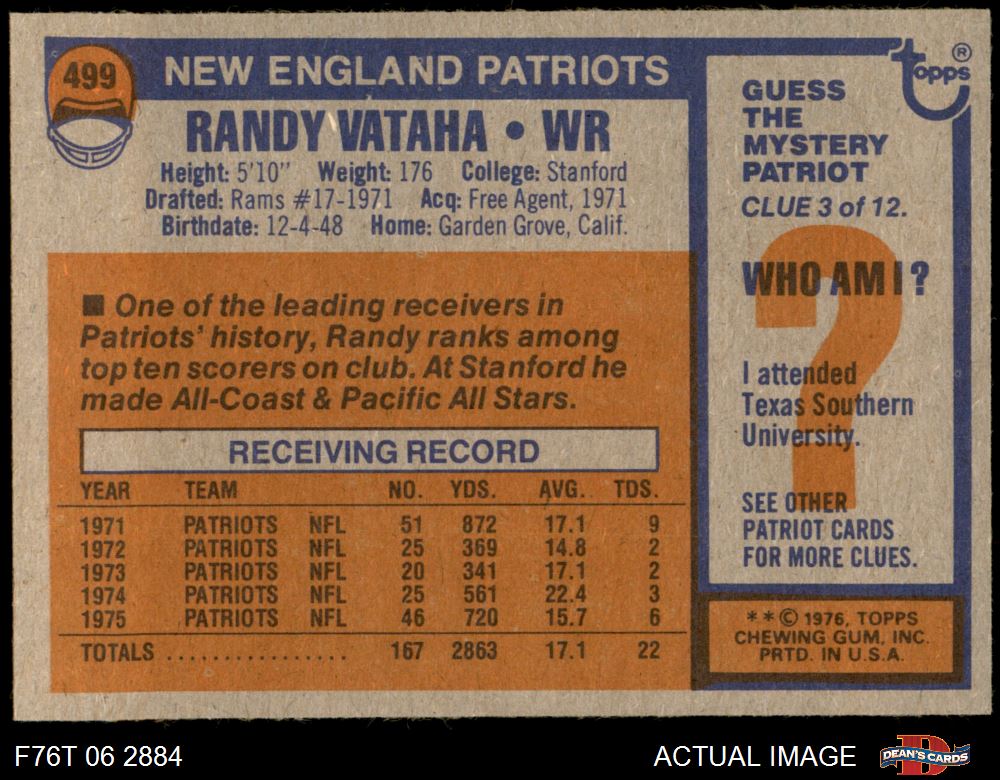 499
NEW ENGLAND PATRIOTS
RANDY VATAHA • WR
Height: 5'10" Weight: 176 College: Stanford
Drafted: Rams #17-1971 Acq: Free Agent, 1971
Birthdate: 12-4-48 Home: Garden Grove, Calif.
■ One of the leading receivers in
Patriots' history, Randy ranks among
top ten scorers on club. At Stanford he
made All-Coast & Pacific All Stars.
RECEIVING RECORD
YEAR TEAM NO. YDS. AVG. TDS.
1971 PATRIOTS NFL 51 872 17.1 9
1972 PATRIOTS NFL 25 369 14.8 2
1973 PATRIOTS NFL 20 341 17.1 2
1974 PATRIOTS NFL 25 561 22.4 3
1975 PATRIOTS NFL 46 720 15.7 6
TOTALS ................ 167 2863 17.1 22
Topps ®
GUESS
THE
MYSTERY
PATRIOT
CLUE 3 of 12.
WHO AM I ?
?
I attended
Texas Southern
University.
SEE OTHER
PATRIOT CARDS
FOR MORE CLUES.
* * © 1976, TOPPS
CHEWING GUM, INC.
PRTD. IN U.S.A.
F76T 06 2884
ACTUAL IMAGE
D
DEAN'S CARDS